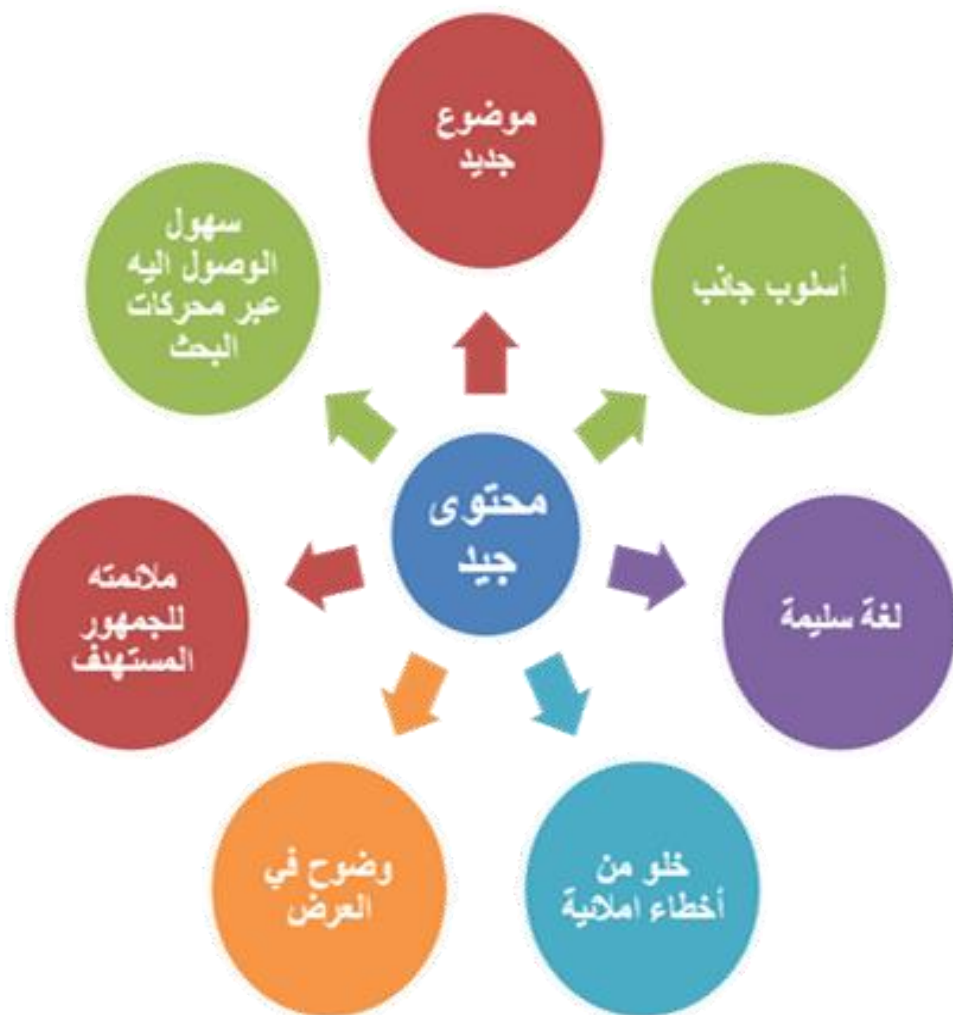 موضوع
جديد
أسلوب جانب
لغة سليمة
خلو من
أخطاء املائية
وضوح في
العرض
ملائمته
للجمهور
المستهدف
سهول
الوصول اليه
عبر محركات
البحث
محتوى
جيد